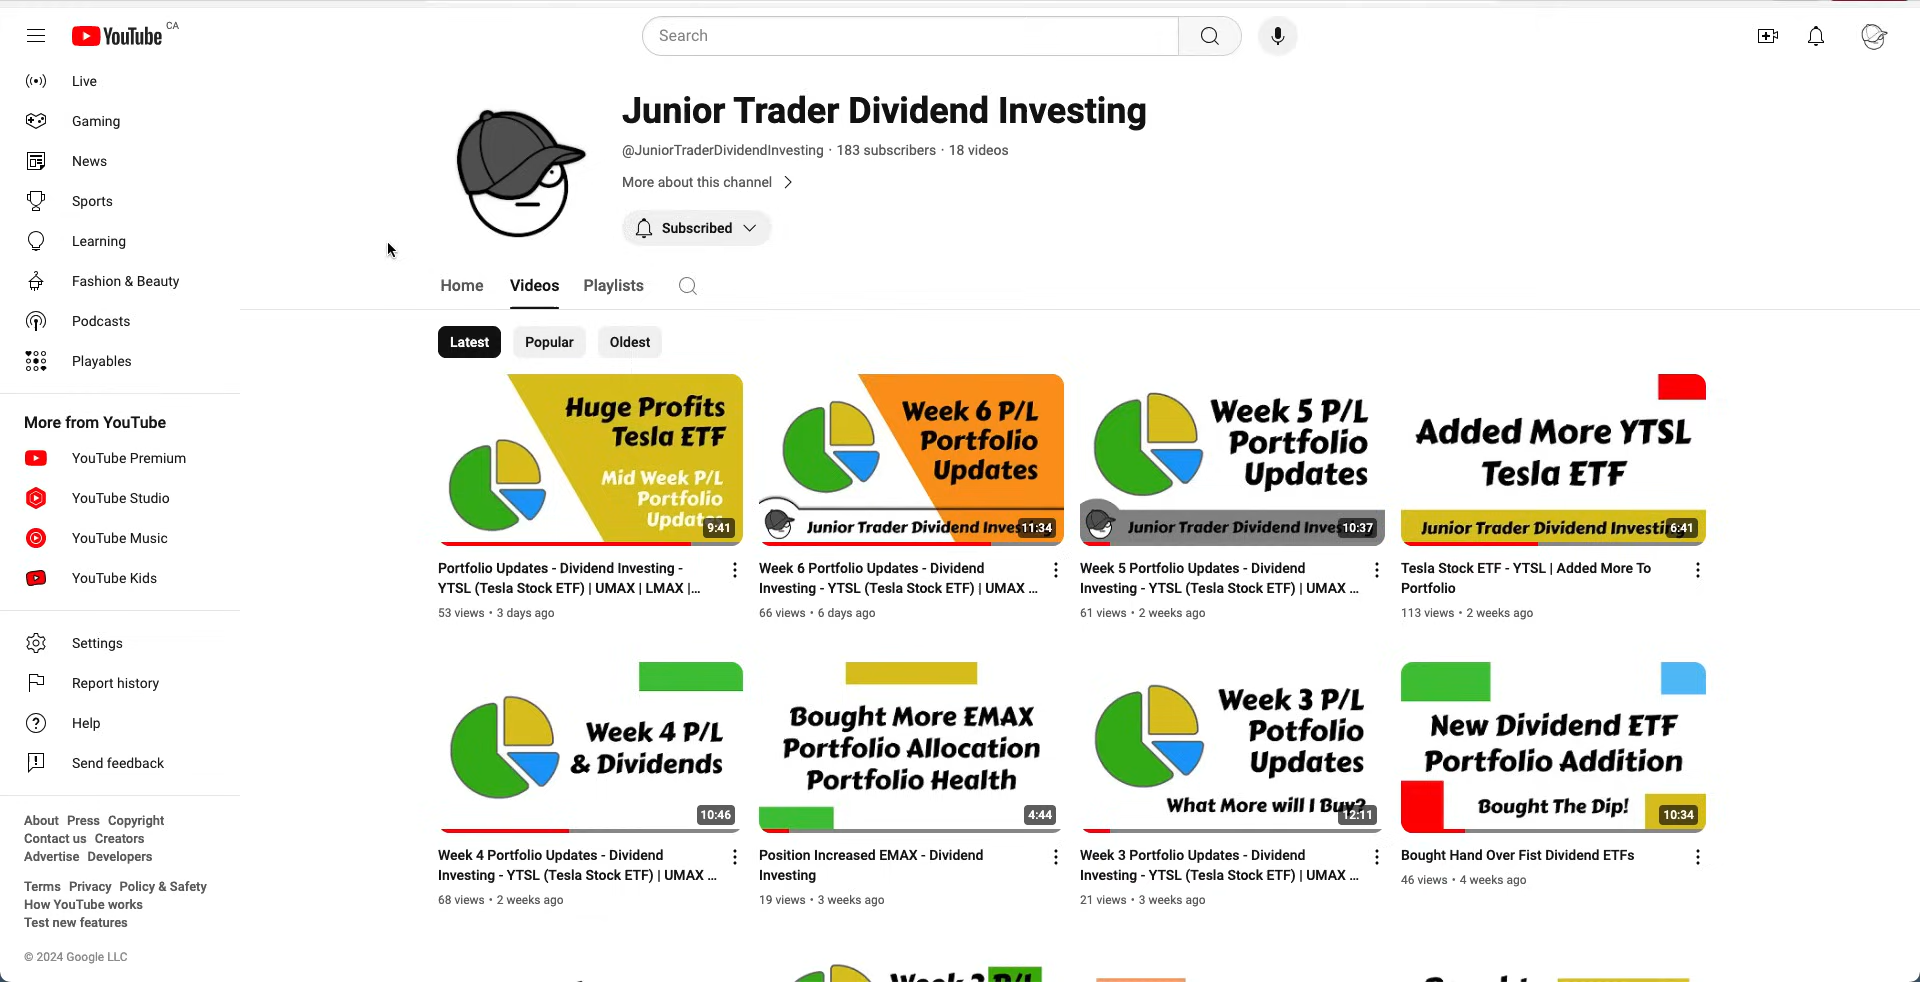 YouTube CA
Search
Live
Gaming
News
Sports
Learning
Fashion & Beauty
Podcasts
Playables
More from YouTube
YouTube Premium
YouTube Studio
YouTube Music
YouTube Kids
Settings
Report history
Help
Send feedback
About Press Copyright
Contact us Creators
Advertise Developers
Terms Privacy Policy & Safety
How YouTube works
Test new features
© 2024 Google LLC
Junior Trader Dividend Investing
@JuniorTraderDividendInvesting · 183 subscribers · 18 videos
More about this channel
Subscribed
Home Videos Playlists
Latest Popular Oldest
Huge Profits
Tesla ETF
Mid Week P/L
Portfolio
9:41
Portfolio Updates - Dividend Investing -
YTSL (Tesla Stock ETF) | UMAX | LMAX |...
53 views • 3 days ago
Week 6 P/L
Portfolio
Updates
Junior Trader Dividend
11:34
Week 6 Portfolio Updates - Dividend
Investing - YTSL (Tesla Stock ETF) | UMAX ...
66 views • 6 days ago
Week 5 P/L
Portfolio
Updates
Junior Trader Dividend
10:37
Week 5 Portfolio Updates - Dividend
Investing - YTSL (Tesla Stock ETF) | UMAX ...
61 views • 2 weeks ago
Added More YTSL
Tesla ETF
Junior Trader Dividend
6:41
Tesla Stock ETF - YTSL | Added More To
Portfolio
113 views • 2 weeks ago
Week 4 P/L
& Dividends
10:46
Week 4 Portfolio Updates - Dividend
Investing - YTSL (Tesla Stock ETF) | UMAX ...
68 views • 2 weeks ago
Bought More EMAX
Portfolio Allocation
Portfolio Health
4:44
Position Increased EMAX - Dividend
Investing
19 views • 3 weeks ago
Week 3 P/L
Potfolio
Updates
What More will I Buy?
12:11
Week 3 Portfolio Updates - Dividend
Investing - YTSL (Tesla Stock ETF) | UMAX ...
21 views • 3 weeks ago
New Dividend ETF
Portfolio Addition
Bought The Dip!
10:34
Bought Hand Over Fist Dividend ETFs
46 views • 4 weeks ago